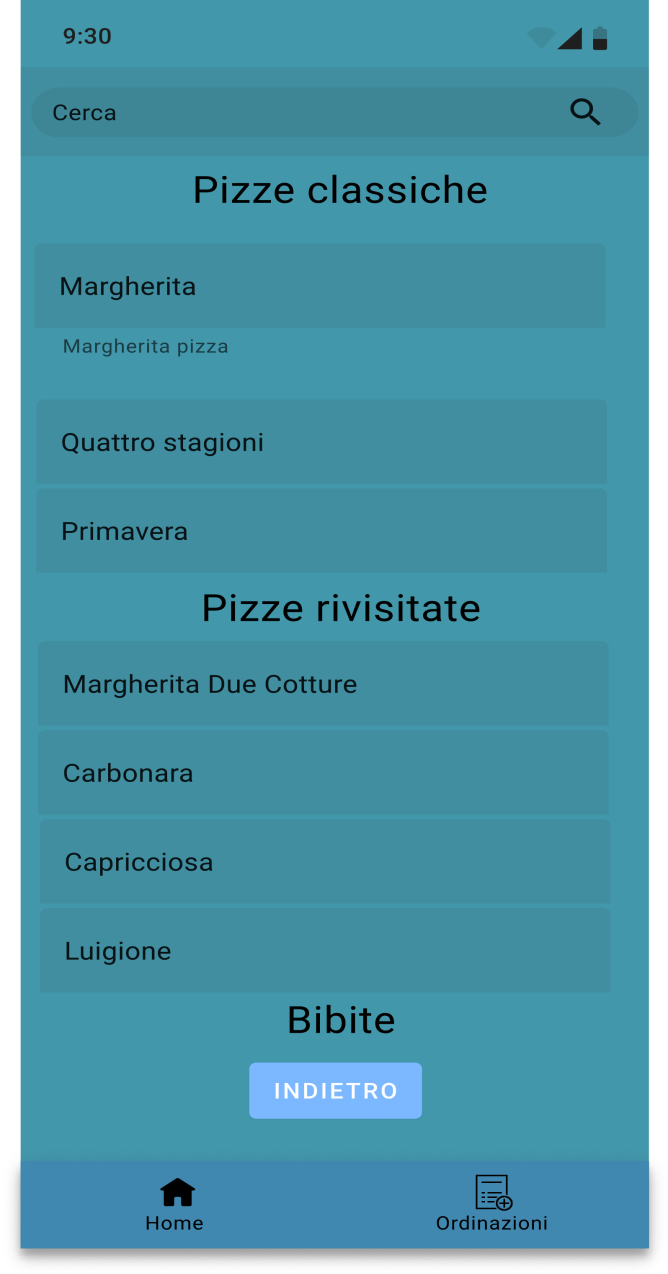 9:30
Cerca
Pizze classiche
Margherita
Margherita pizza
Quattro stagioni
Primavera
Pizze rivisitate
Margherita Due Cotture
Carbonara
Capricciosa
Luigione
Bibite
INDIETRO
Home
Ordinazioni